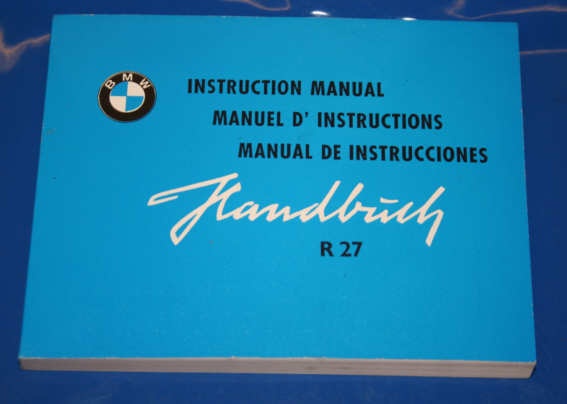 BMW
INSTRUCTION MANUAL
MANUEL D' INSTRUCTIONS
MANUAL DE INSTRUCCIONES
Handbuch
R 27